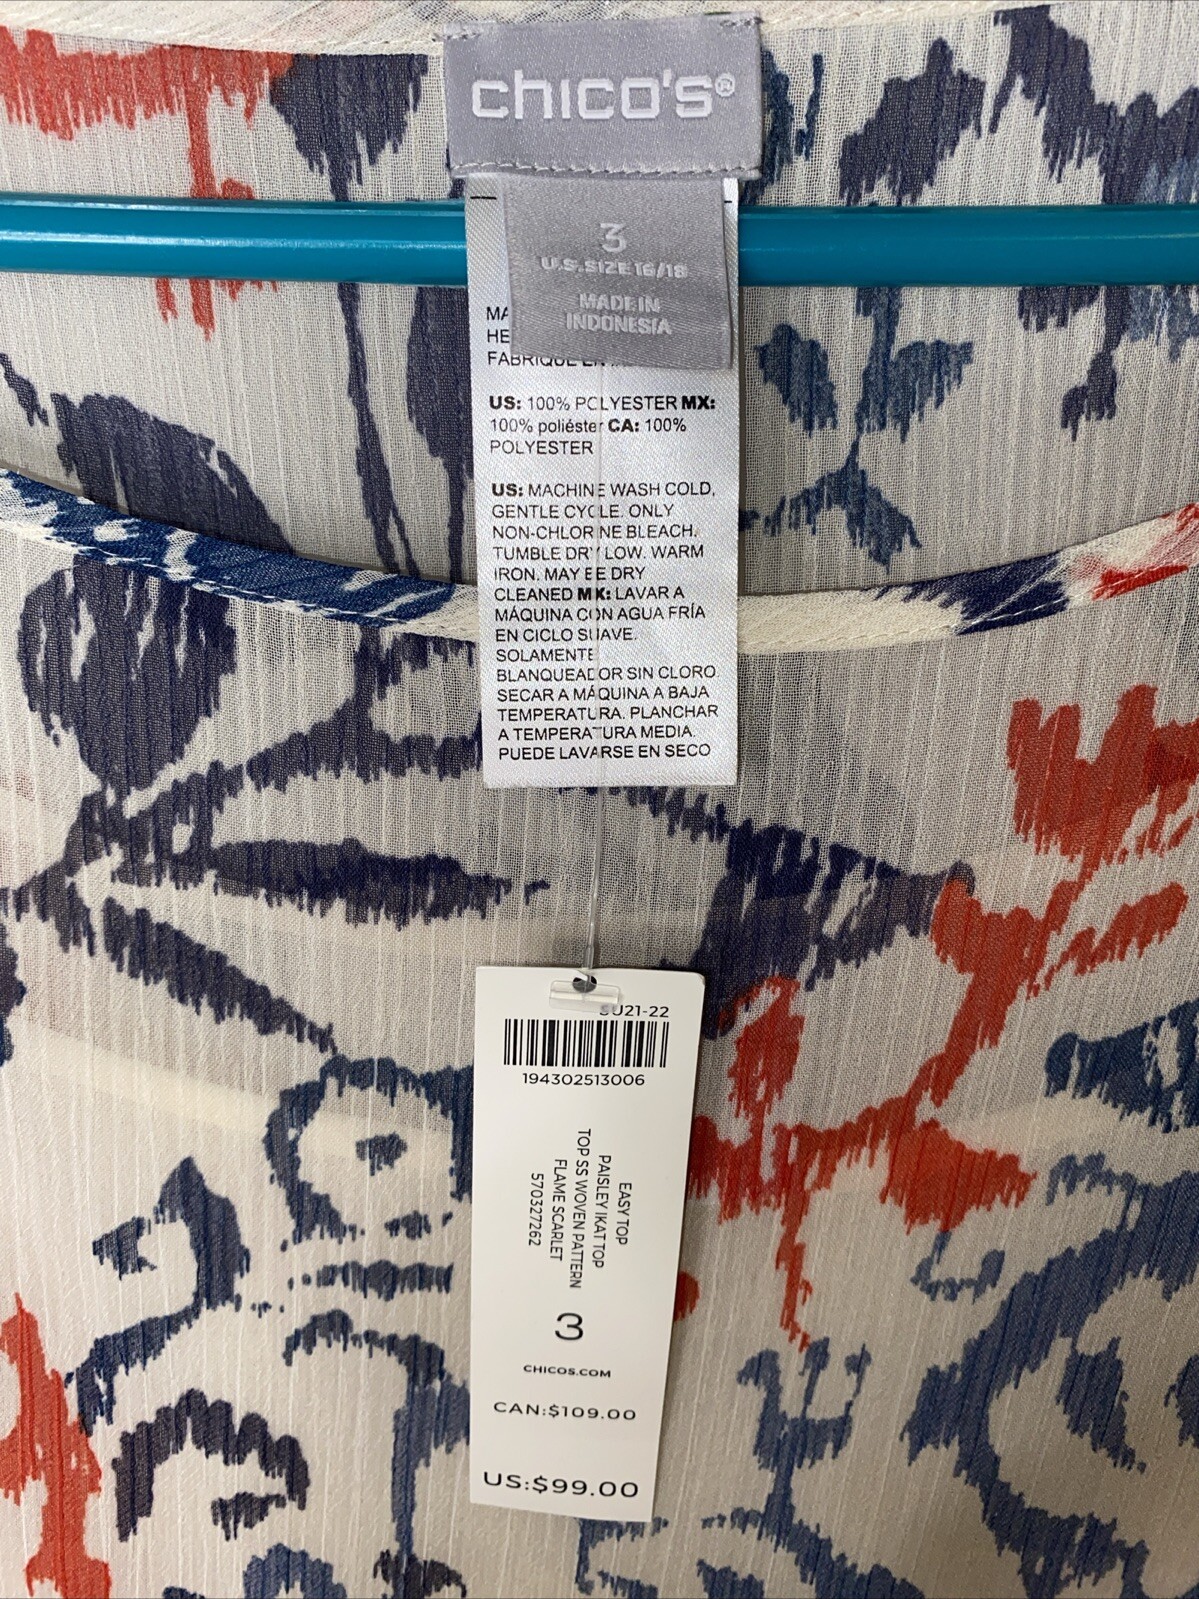 chico's®
3
U.S.SIZE 16/18
MADE IN
INDONESIA
MA
HE
FABRIQUE EN
US: 100% POLYESTER MX:
100% poliéster CA: 100%
POLYESTER
US: MACHINE WASH COLD,
GENTLE CYCLE. ONLY
NON-CHLORINE BLEACH.
TUMBLE DRY LOW. WARM
IRON. MAY BE DRY
CLEANED MX: LAVAR A
MÁQUINA CON AGUA FRÍA
EN CICLO SUAVE.
SOLAMENTE
BLANQUEADOR SIN CLORO.
SECAR A MÁQUINA A BAJA
TEMPERATURA. PLANCHAR
A TEMPERATURA MEDIA.
PUEDE LAVARSE EN SECO
SU21-22
194302513006
EASY TOP
PAISLEY IKAT TOP
TOP SS WOVEN PATTERN
FLAME SCARLET
570327262
3
CHICOS.COM
CAN:$109.00
US:$99.00